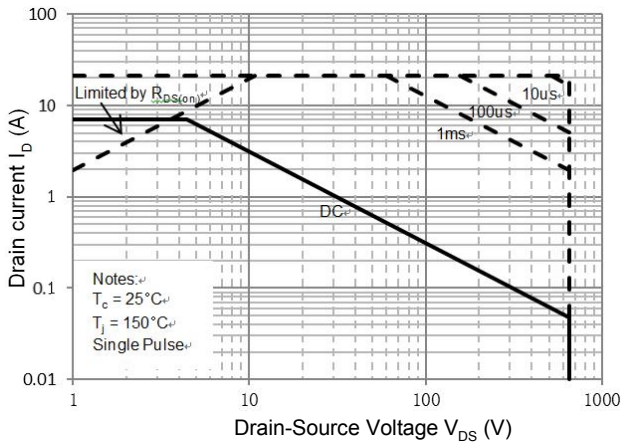 100
10
1
0.1
0.01
Drain current I_D (A)
Limited by R_DS(on)↵
10us↵
100us↵
1ms↵
DC↵
Notes:↵
T_c = 25°C↵
T_j = 150°C↵
Single Pulse↵
1 10 100 1000
Drain-Source Voltage V_DS (V)